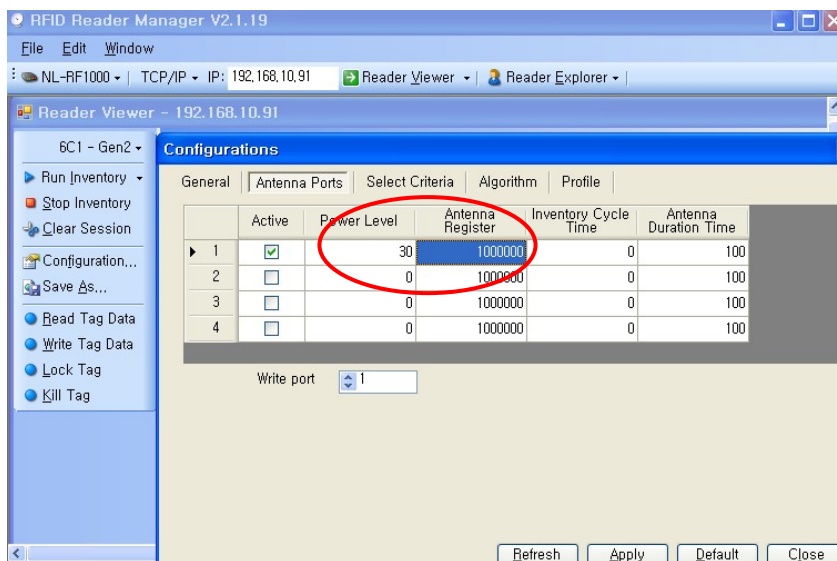 RFID Reader Manager V2.1.19
File Edit Window
NL-RF1000 TCP/IP IP: 192,168,10,91 Reader Viewer Reader Explorer
Reader Viewer - 192.168.10.91
6C1 - Gen2
Run Inventory
Stop Inventory
Clear Session
Configuration...
Save As...
Read Tag Data
Write Tag Data
Lock Tag
Kill Tag
Configurations
General Antenna Ports Select Criteria Algorithm Profile
Active Power Level Antenna Register Inventory Cycle Time Antenna Duration Time
1 30 1000000 0 100
2 0 1000000 0 100
3 0 1000000 0 100
4 0 1000000 0 100
Write port 1
Refresh Apply Default Close